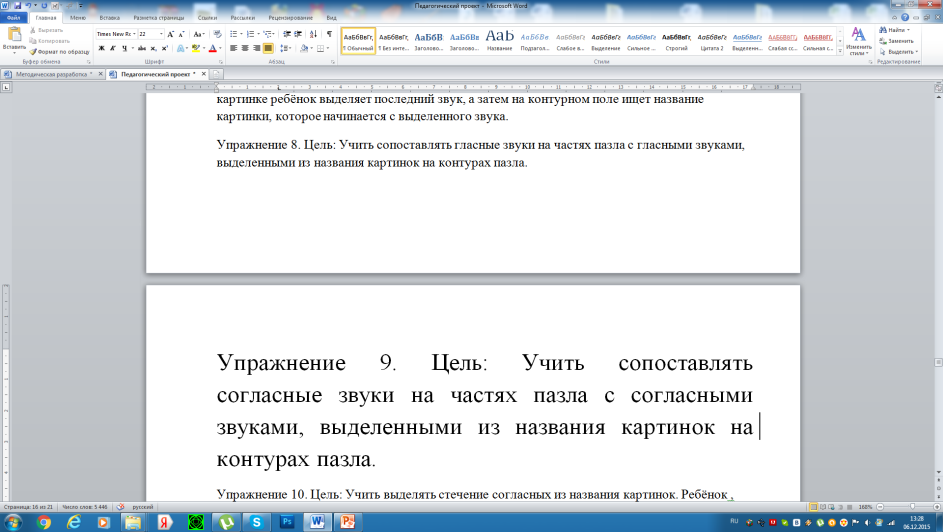 Педагогический проект - Microsoft Word
Файл Главная Меню Вставка Разметка страницы Ссылки Рассылки Рецензирование Вид
Вставить
Вырезать
Копировать
Формат по образцу
Буфер обмена
Times New Ro 22
Ж К Ч abc x₂ x²
Шрифт
Абзац
АаБбВвГг, АаБбВвГг, АаБбВ АаБбВв АаБ АаБбВв АаБбВвГг АаБбВвГг АаБбВвГг АаБбВвГг, АаБбВвГг АаБбВвГг, АаБбВвГг, АаБбВвГг,
¶ Обычный ¶ Без инте... Заголово... Заголово... Название Подзагол... Слабое в... Выделение Сильное ... Строгий Цитата 2 Выделенн... Слабая сс... Сильная с...
Стили
Изменить стили
Найти
Заменить
Выделить
Редактирование
Методическая разработка * Педагогический проект *
картинке ребёнок выделяет последний звук, а затем на контурном поле ищет название
картинки, которое начинается с выделенного звука.
Упражнение 8. Цель: Учить сопоставлять гласные звуки на частях пазла с гласными звуками,
выделенными из названия картинок на контурах пазла.
Упражнение 9. Цель: Учить сопоставлять
согласные звуки на частях пазла с согласными
звуками, выделенными из названия картинок на
контурах пазла.
Упражнение 10. Цель: Учить выделять стечение согласных из названия картинок. Ребёнок ,
Страница: 16 из 21 Число слов: 5 446 русский 168%
RU 13:28
06.12.2015